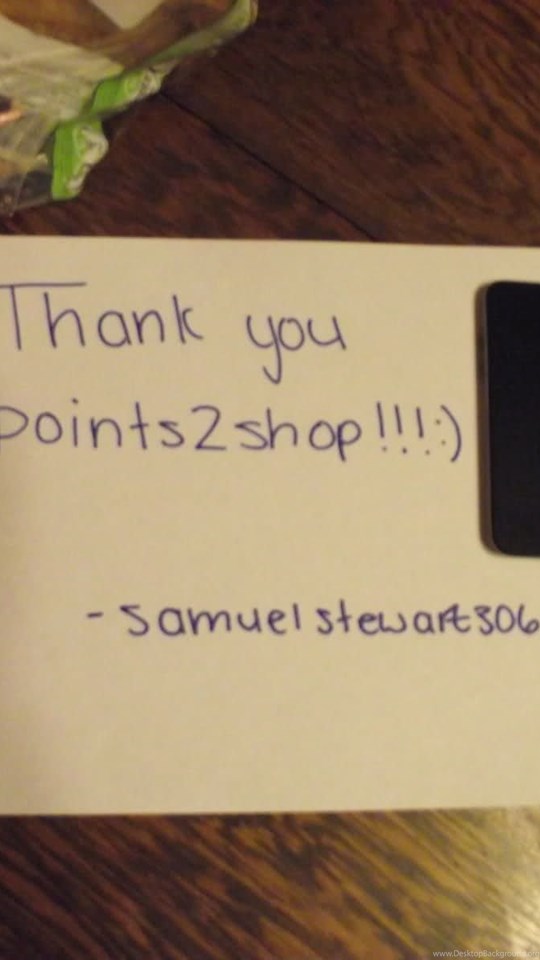 Thank you
points2shop!!!:)
- samuelstewart306